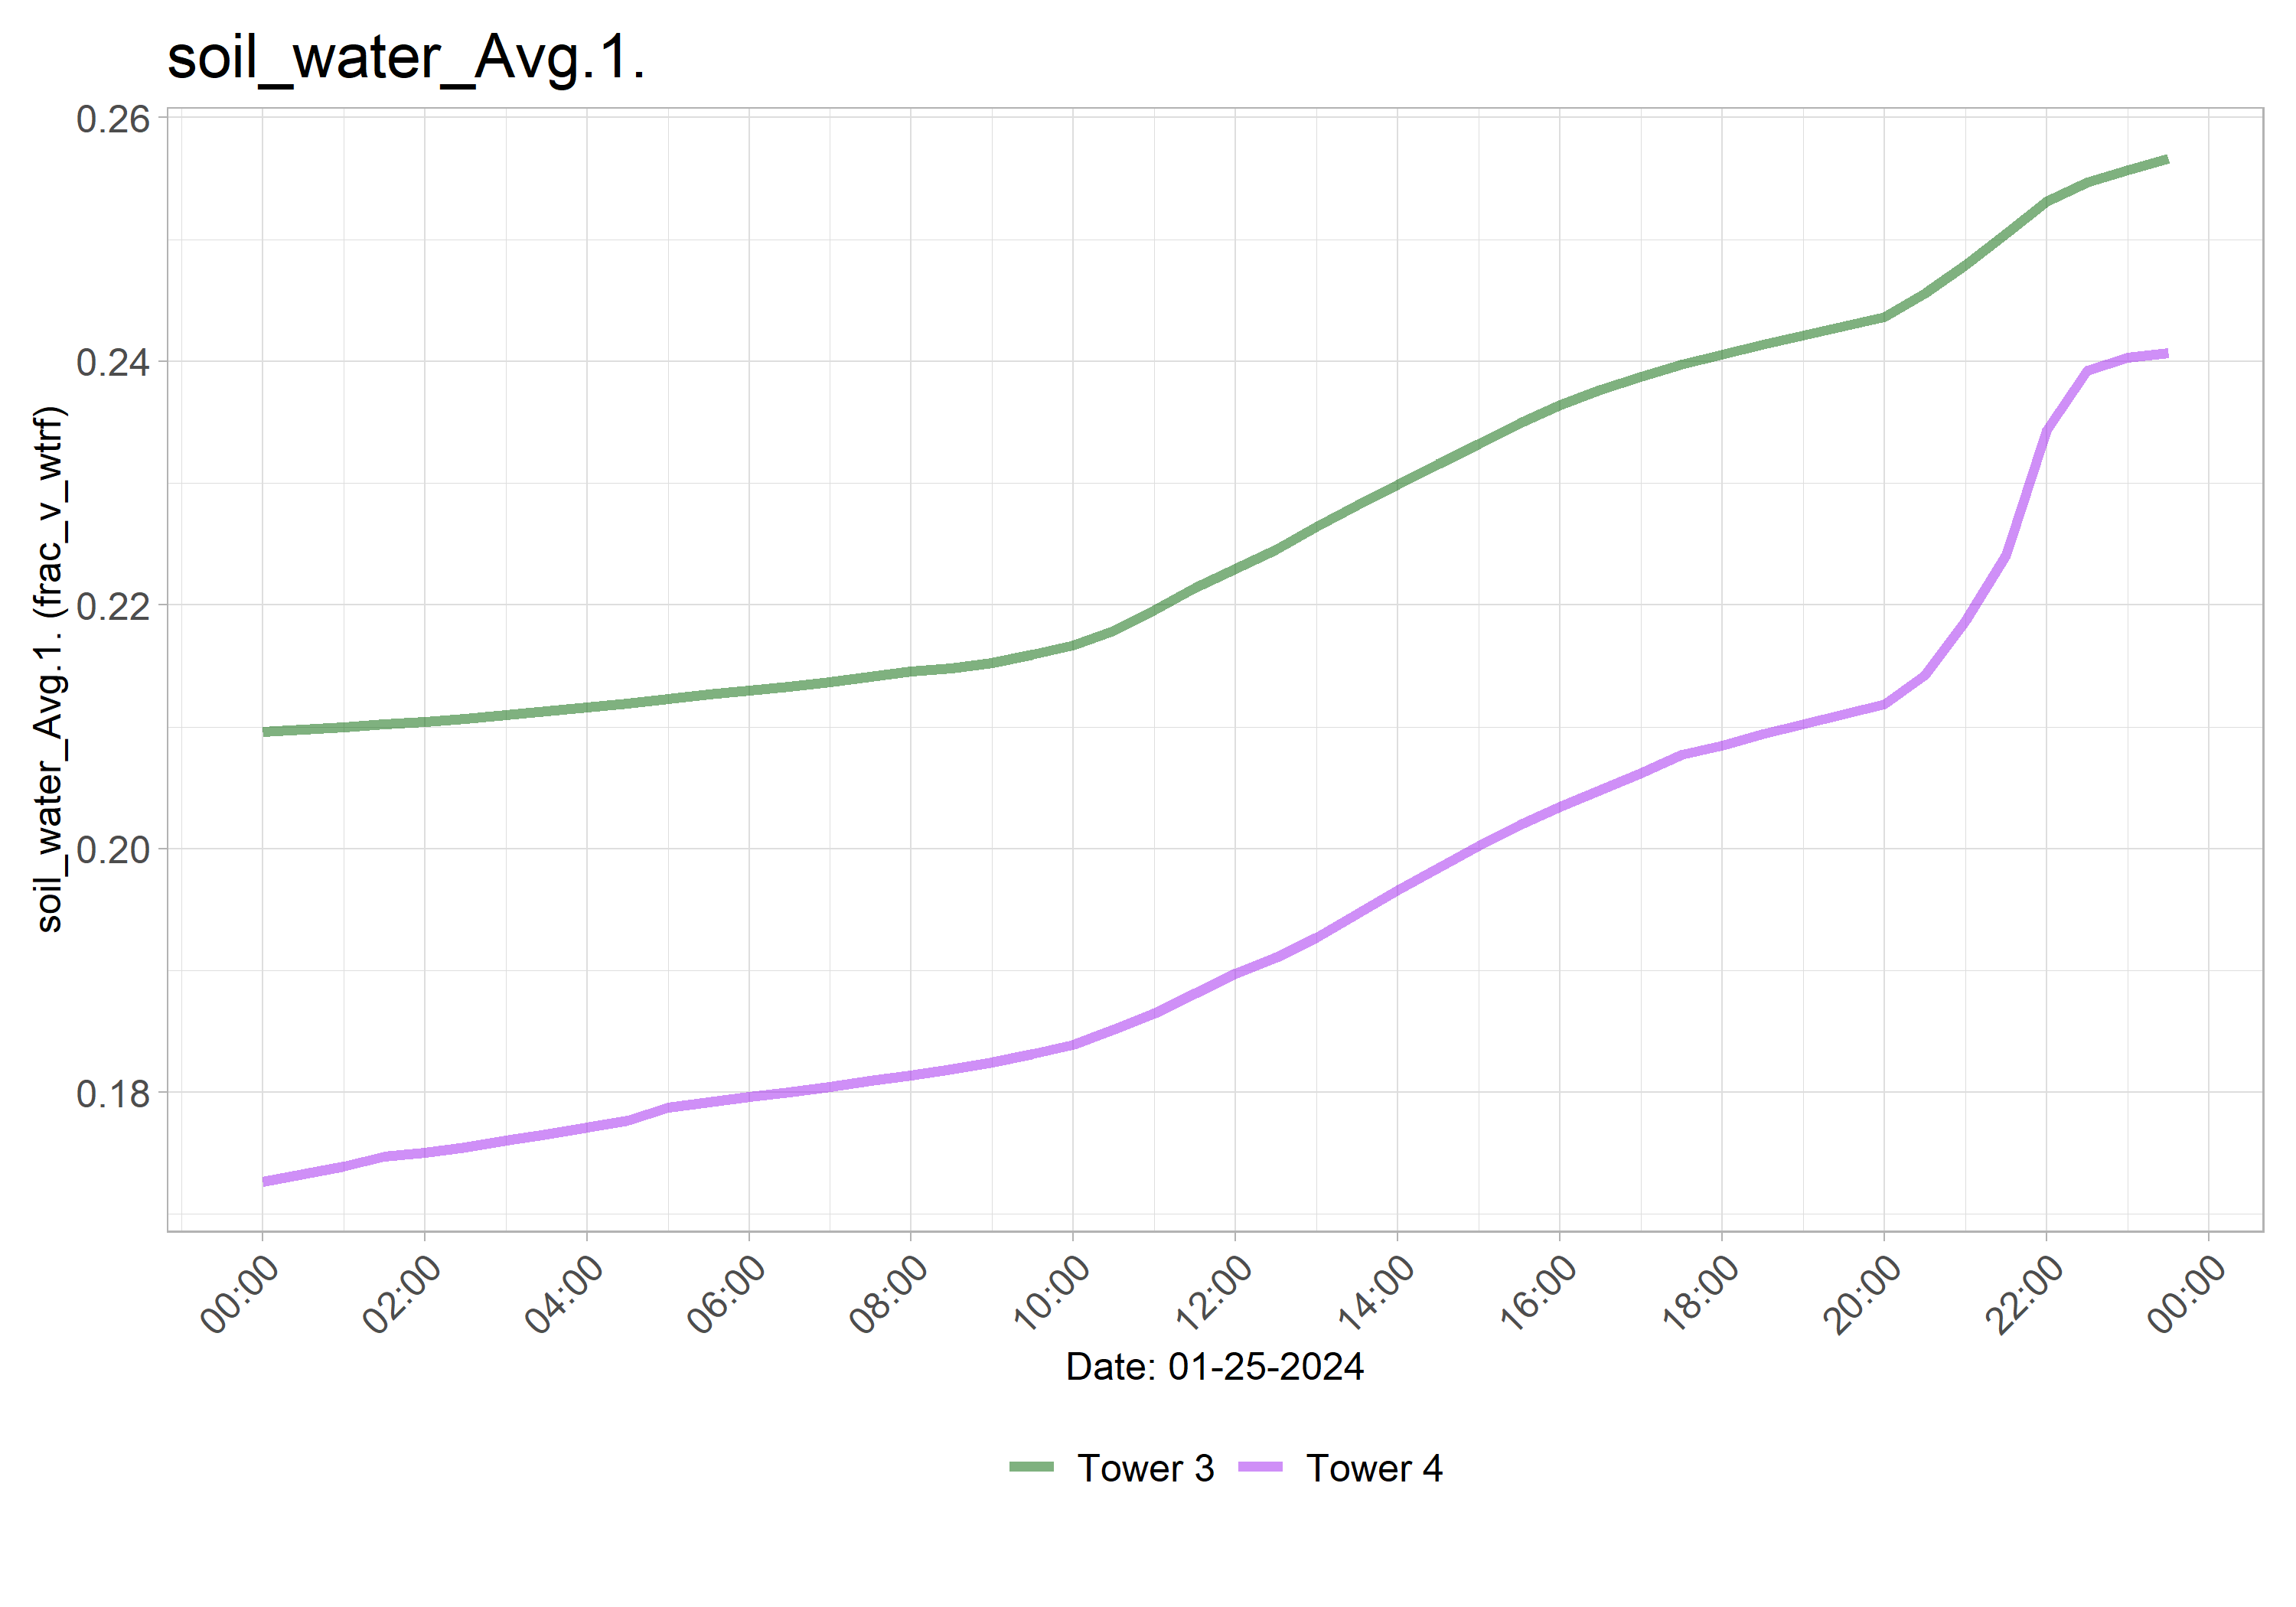 soil_water_Avg.1.
soil_water_Avg.1. (frac_v_wtrf)
0.26
0.24
0.22
0.20
0.18
00:00 02:00 04:00 06:00 08:00 10:00 12:00 14:00 16:00 18:00 20:00 22:00 00:00
Date: 01-25-2024
Tower 3 Tower 4